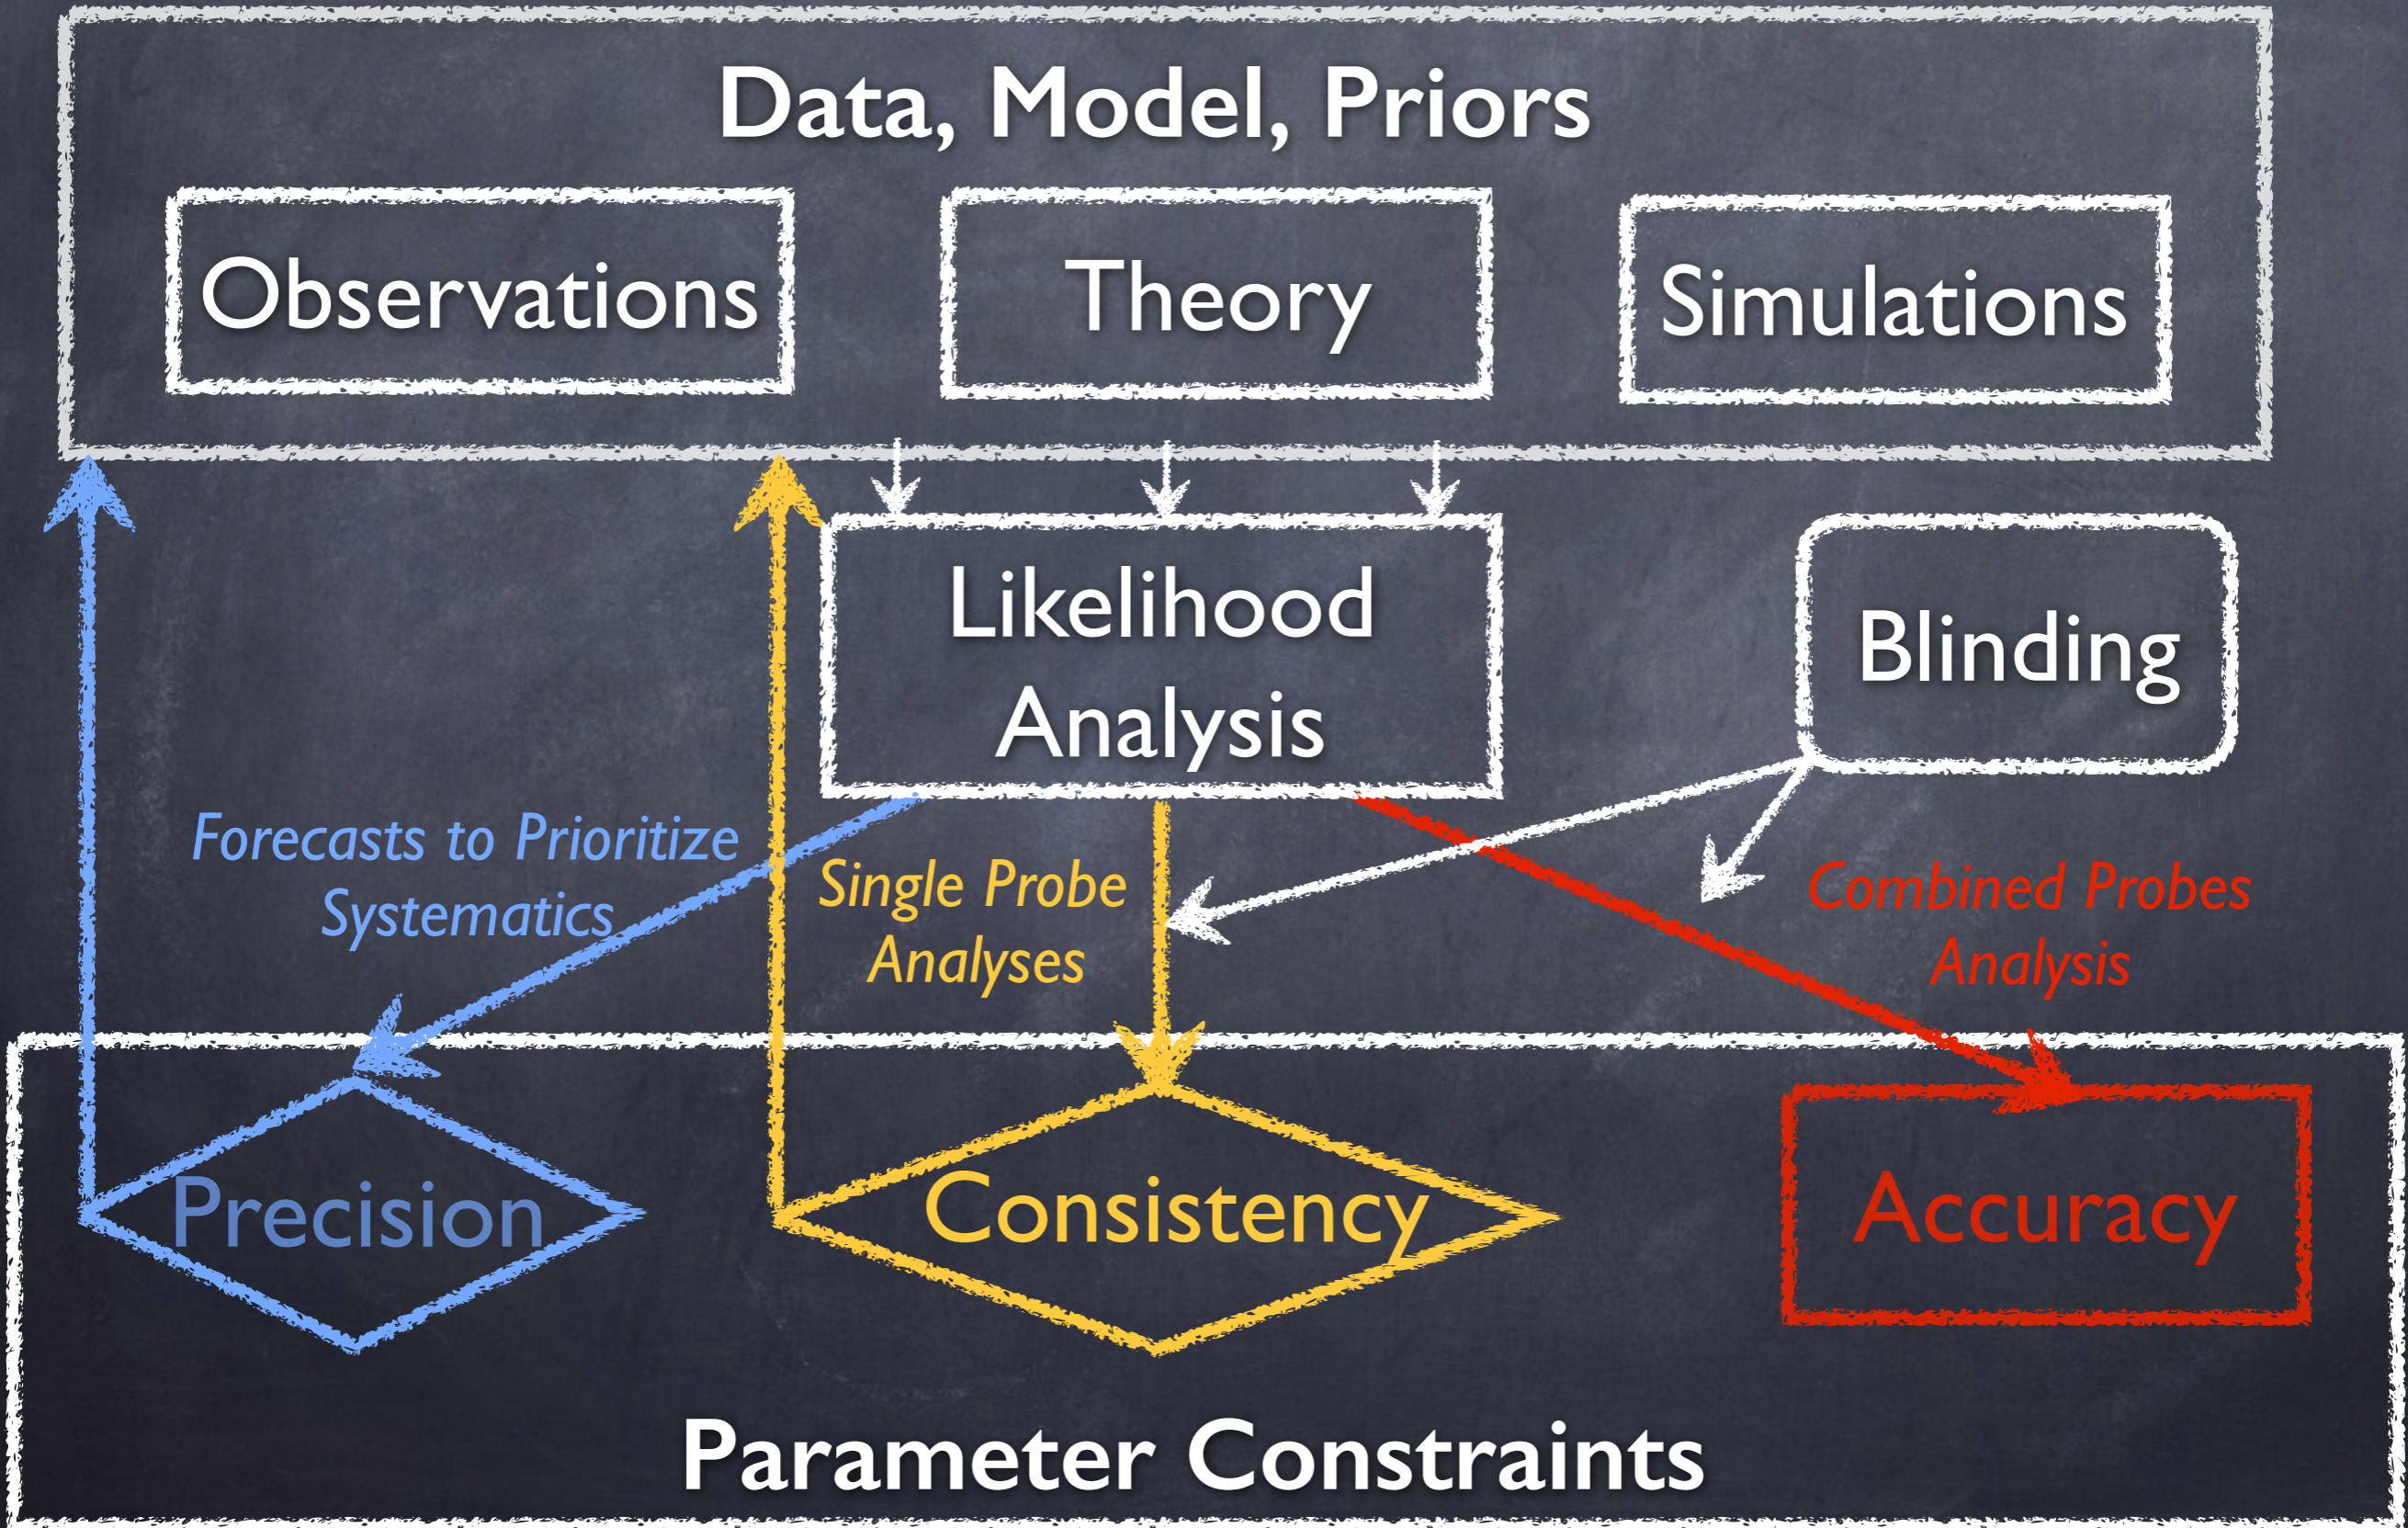 Data, Model, Priors
Observations
Theory
Simulations
Likelihood
Analysis
Blinding
Forecasts to Prioritize
Systematics
Single Probe
Analyses
Combined Probes
Analysis
Precision
Consistency
Accuracy
Parameter Constraints